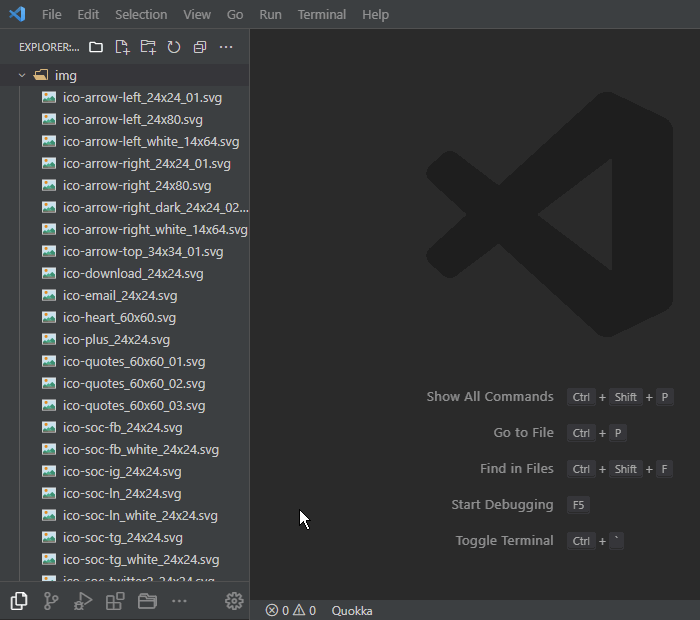 File Edit Selection View Go Run Terminal Help
EXPLORER:...
img
ico-arrow-left_24x24_01.svg
ico-arrow-left_24x80.svg
ico-arrow-left_white_14x64.svg
ico-arrow-right_24x24_01.svg
ico-arrow-right_24x80.svg
ico-arrow-right_dark_24x24_02...
ico-arrow-right_white_14x64.svg
ico-arrow-top_34x34_01.svg
ico-download_24x24.svg
ico-email_24x24.svg
ico-heart_60x60.svg
ico-plus_24x24.svg
ico-quotes_60x60_01.svg
ico-quotes_60x60_02.svg
ico-quotes_60x60_03.svg
ico-soc-fb_24x24.svg
ico-soc-fb_white_24x24.svg
ico-soc-ig_24x24.svg
ico-soc-ln_24x24.svg
ico-soc-ln_white_24x24.svg
ico-soc-tg_24x24.svg
ico-soc-tg_white_24x24.svg
ico-soc-twitter2_24x24.svg
Show All Commands Ctrl + Shift + P
Go to File Ctrl + P
Find in Files Ctrl + Shift + F
Start Debugging F5
Toggle Terminal Ctrl + `
0 0 Quokka